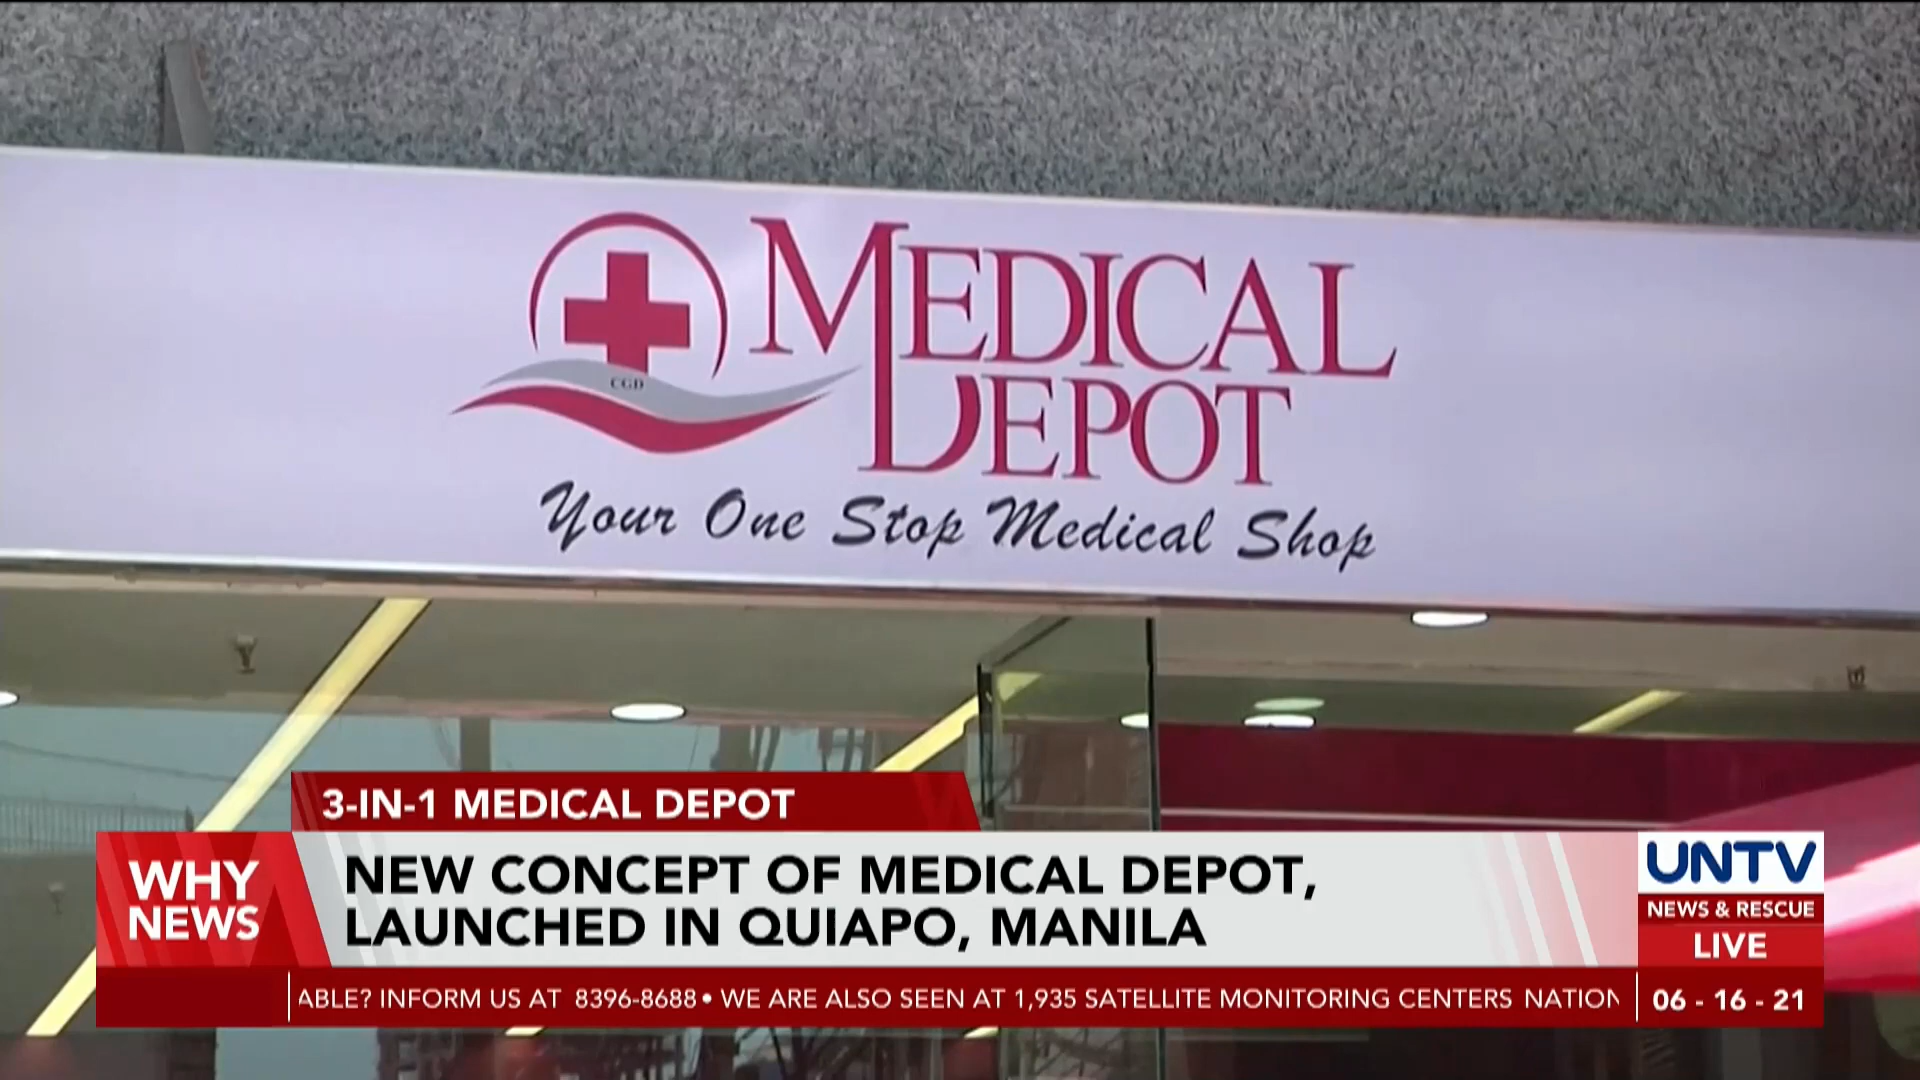 MEDICAL
DEPOT
CGD
Your One Stop Medical Shop
3-IN-1 MEDICAL DEPOT
WHY
NEWS
NEW CONCEPT OF MEDICAL DEPOT,
LAUNCHED IN QUIAPO, MANILA
UNTV
NEWS & RESCUE
LIVE
ABLE? INFORM US AT 8396-8688 • WE ARE ALSO SEEN AT 1,935 SATELLITE MONITORING CENTERS NATION
06 - 16 - 21